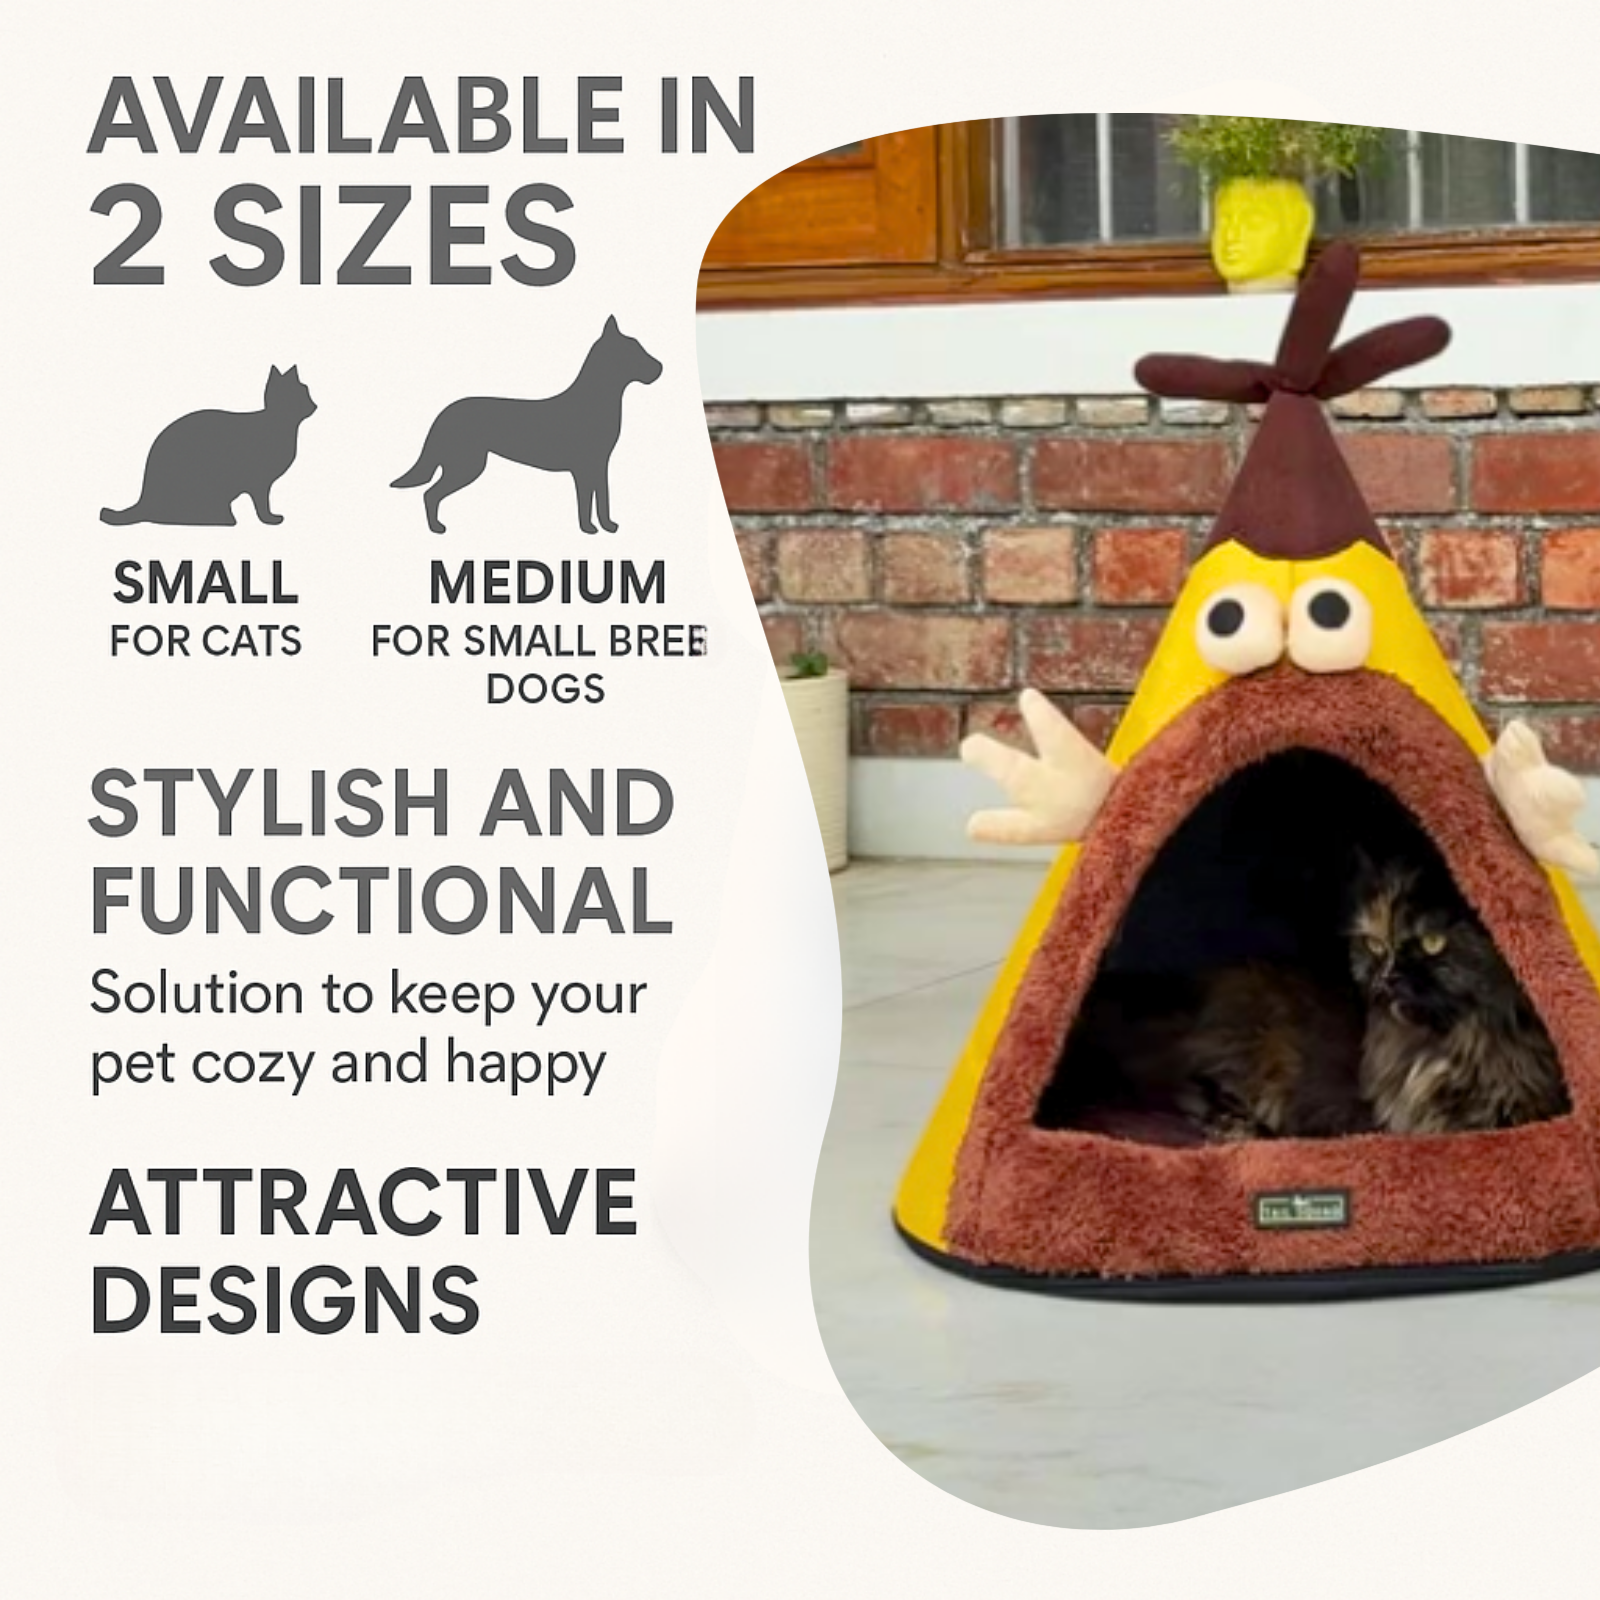 AVAILABLE IN
2 SIZES
SMALL
FOR CATS
MEDIUM
FOR SMALL BREE
DOGS
STYLISH AND
FUNCTIONAL
Solution to keep your
pet cozy and happy
ATTRACTIVE
DESIGNS